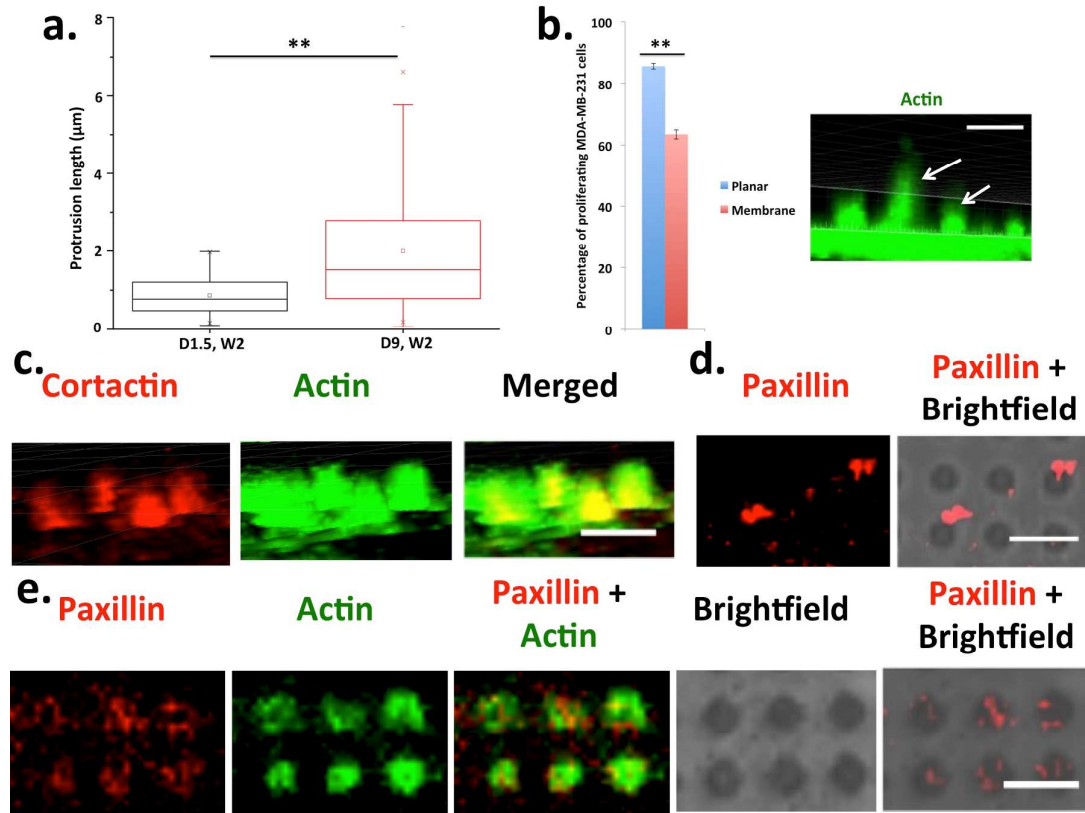 a.
8
6
4
2
0
Protrusion length (μm)
**
D1.5, W2
D9, W2
b.
100
80
60
40
20
0
Percentage of proliferating MDA-MB-231 cells
**
Planar
Membrane
Actin
c.
Cortactin
Actin
Merged
d.
Paxillin
Paxillin +
Brightfield
e.
Paxillin
Actin
Paxillin +
Actin
Brightfield
Paxillin +
Brightfield